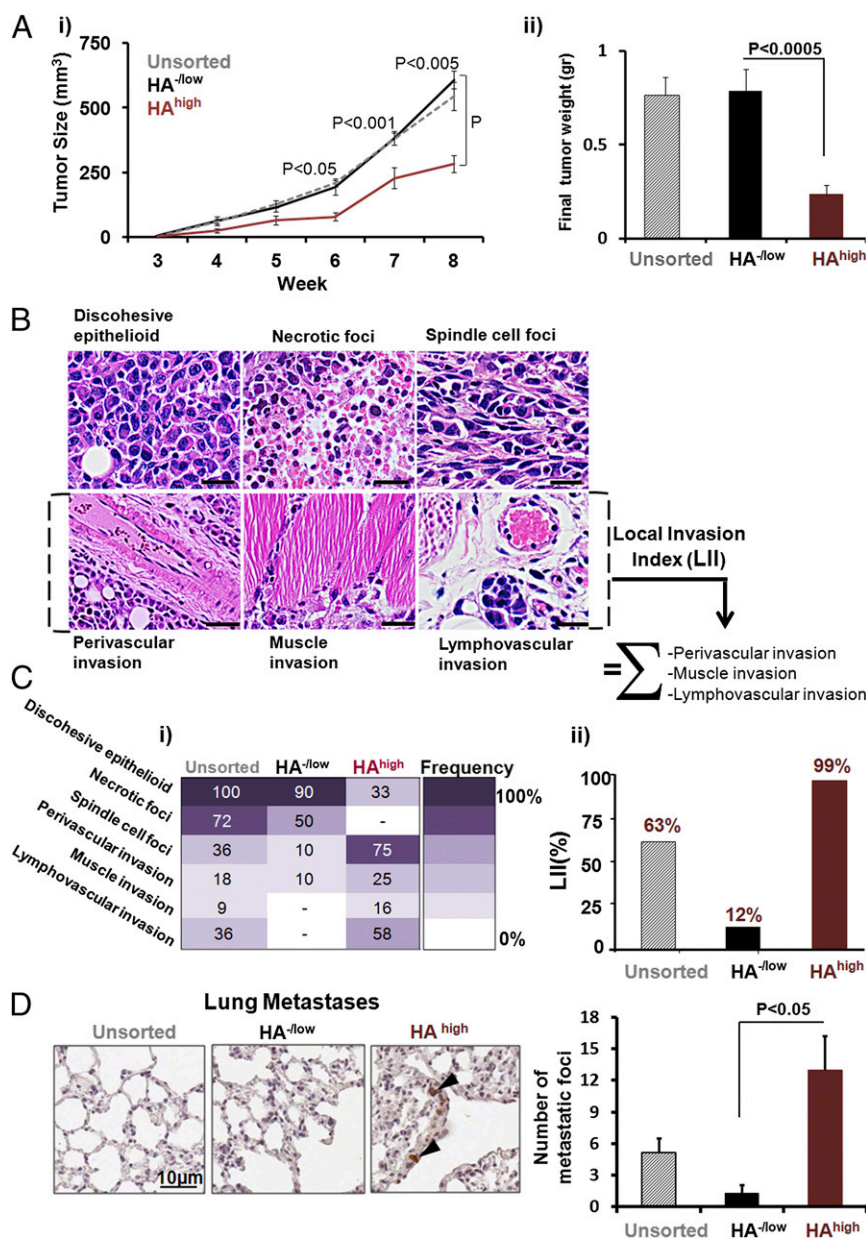 A
i)
Unsorted
HA-/low
HAhigh
Tumor Size (mm3)
750
500
250
0
P<0.05
P<0.001
P<0.005
P
3 4 5 6 7 8
Week
ii)
P<0.0005
Final tumor weight (gr)
1
0.5
0
Unsorted HA-/low HAhigh
B
Discohesive
epithelioid
Necrotic foci
Spindle cell foci
Perivascular
invasion
Muscle
invasion
Lymphovascular
invasion
Local Invasion
Index (LII)
=∑
-Perivascular invasion
-Muscle invasion
-Lymphovascular invasion
C
i)
Unsorted HA-/low HAhigh Frequency
Discohesive epithelioid
Necrotic foci
Spindle cell foci
Perivascular invasion
Muscle invasion
Lymphovascular invasion
100 90 33
72 50 -
36 10 75
18 10 25
9 - 16
36 - 58
100%
0%
ii)
LII(%)
100
75
50
25
0
63%
12%
99%
Unsorted HA-/low HAhigh
D
Lung Metastases
Unsorted HA-/low HA high
10µm
P<0.05
Number of
metastatic foci
18
15
12
9
6
3
0
Unsorted HA-/low HAhigh